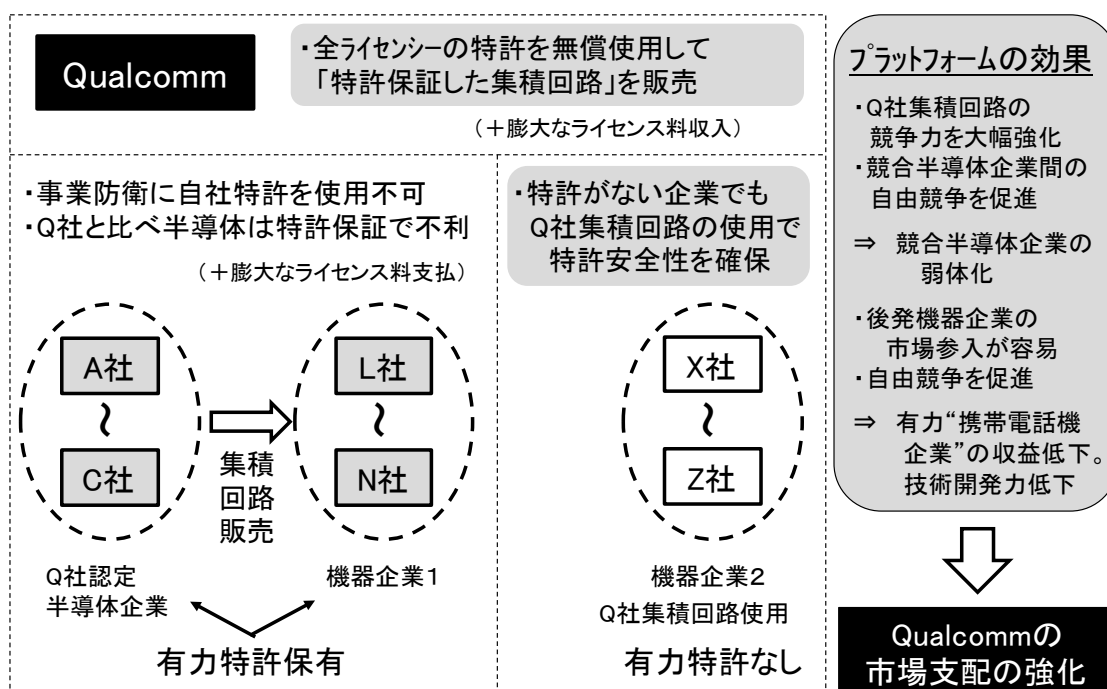 Qualcomm
・全ライセンシーの特許を無償使用して
「特許保証した集積回路」を販売
（＋膨大なライセンス料収入）
・事業防衛に自社特許を使用不可
・Q社と比べ半導体は特許保証で不利
（＋膨大なライセンス料支払）
A社
～
C社
集積
回路
販売
L社
～
N社
Q社認定
半導体企業
機器企業１
有力特許保有
・特許がない企業でも
Q社集積回路の使用で
特許安全性を確保
X社
～
Z社
機器企業２
Q社集積回路使用
有力特許なし
プラットフォームの効果
・Q社集積回路の
競争力を大幅強化
・競合半導体企業間の
自由競争を促進
⇒ 競合半導体企業の
弱体化
・後発機器企業の
市場参入が容易
・自由競争を促進
⇒ 有力“携帯電話機
企業”の収益低下。
技術開発力低下
Qualcommの
市場支配の強化